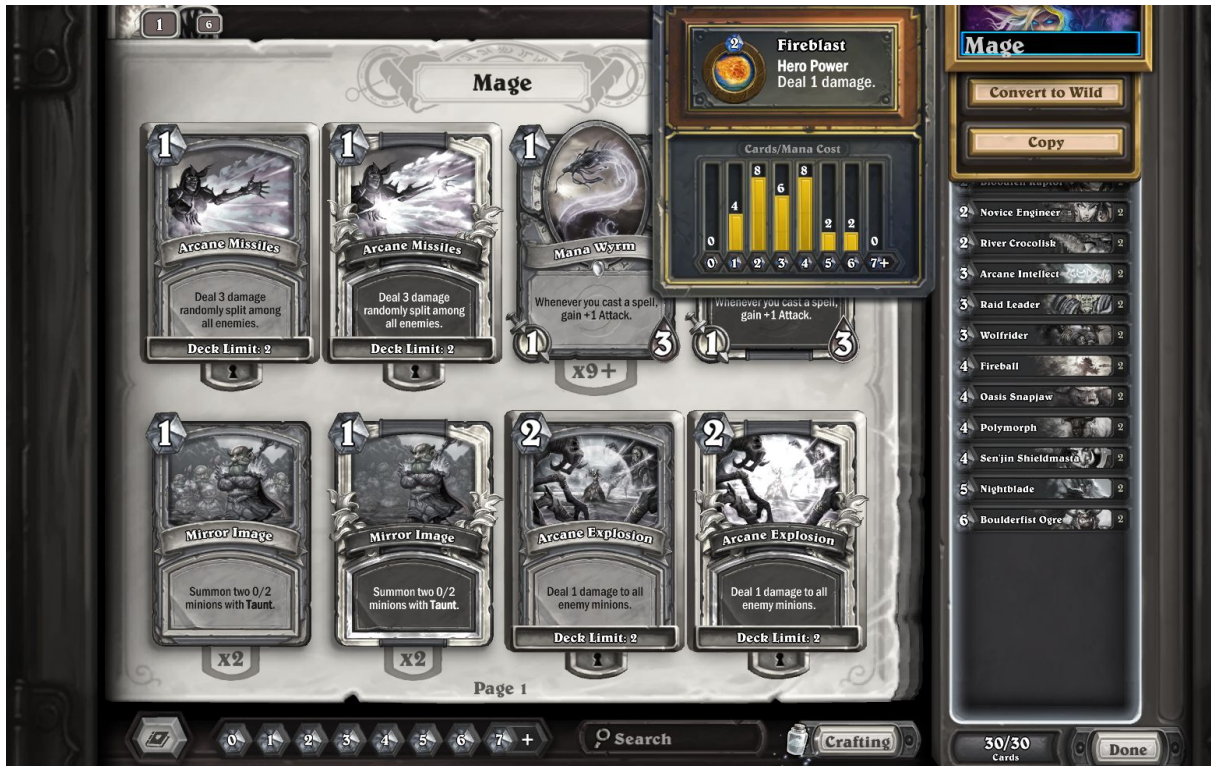 1
6
Mage
1
Arcane Missiles
Deal 3 damage
randomly split among
all enemies.
Deck Limit: 2
1
Arcane Missiles
Deal 3 damage
randomly split among
all enemies.
Deck Limit: 2
1
Mana Wyrm
Whenever you cast a spell,
gain +1 Attack.
1
3
x9+
Whenever you cast a spell,
gain +1 Attack.
1
3
1
Mirror Image
Summon two 0/2
minions with Taunt.
x2
1
Mirror Image
Summon two 0/2
minions with Taunt.
x2
2
Arcane Explosion
Deal 1 damage to all
enemy minions.
Deck Limit: 2
2
Arcane Explosion
Deal 1 damage to all
enemy minions.
Deck Limit: 2
Page 1
0
1
2
3
4
5
6
7 +
Search
Crafting
2
Fireblast
Hero Power
Deal 1 damage.
Cards/Mana Cost
0
4
8
6
8
2
2
0
0
1
2
3
4
5
6
7+
Mage
Convert to Wild
Copy
2 Bloodfen Raptor
2 Novice Engineer 2
2 River Crocolisk 2
3 Arcane Intellect 2
3 Raid Leader 2
3 Wolfrider 2
4 Fireball 2
4 Oasis Snapjaw 2
4 Polymorph 2
4 Sen'jin Shieldmasta 2
5 Nightblade 2
6 Boulderfist Ogre 2
30/30
Cards
Done